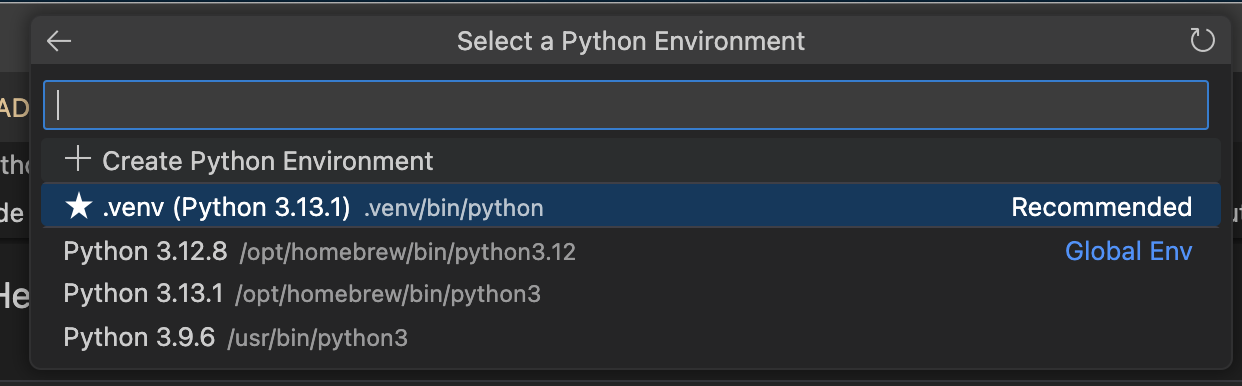 Select a Python Environment
Create Python Environment
.venv (Python 3.13.1) .venv/bin/python Recommended
Python 3.12.8 /opt/homebrew/bin/python3.12 Global Env
Python 3.13.1 /opt/homebrew/bin/python3
Python 3.9.6 /usr/bin/python3